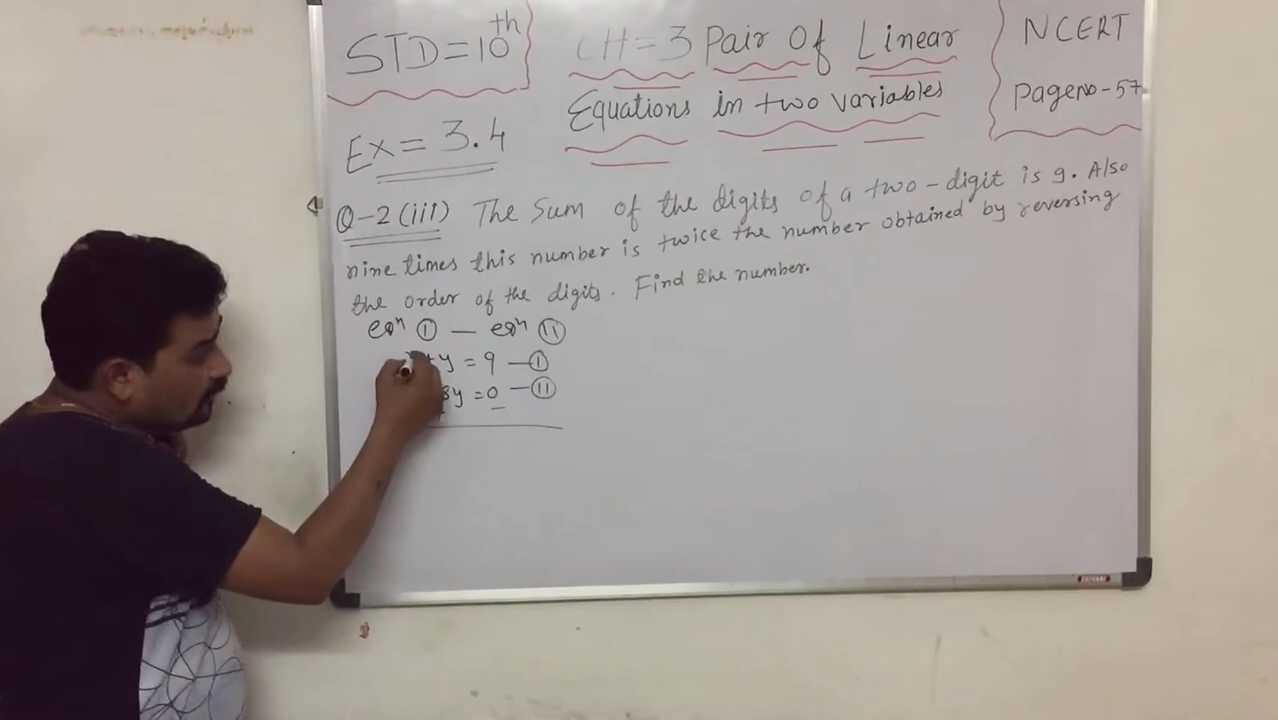 STD=10th
CH=3 Pair Of Linear
Equations in two variables
NCERT
Pageno-57
Ex= 3.4
Q-2(iii) The Sum of the digits of a two-digit is 9. Also
nine times this number is twice the number obtained by reversing
the order of the digits. Find the number.
eqn (1) — eqn (11)
+y = 9 —(1)
8y = 0 —(11)